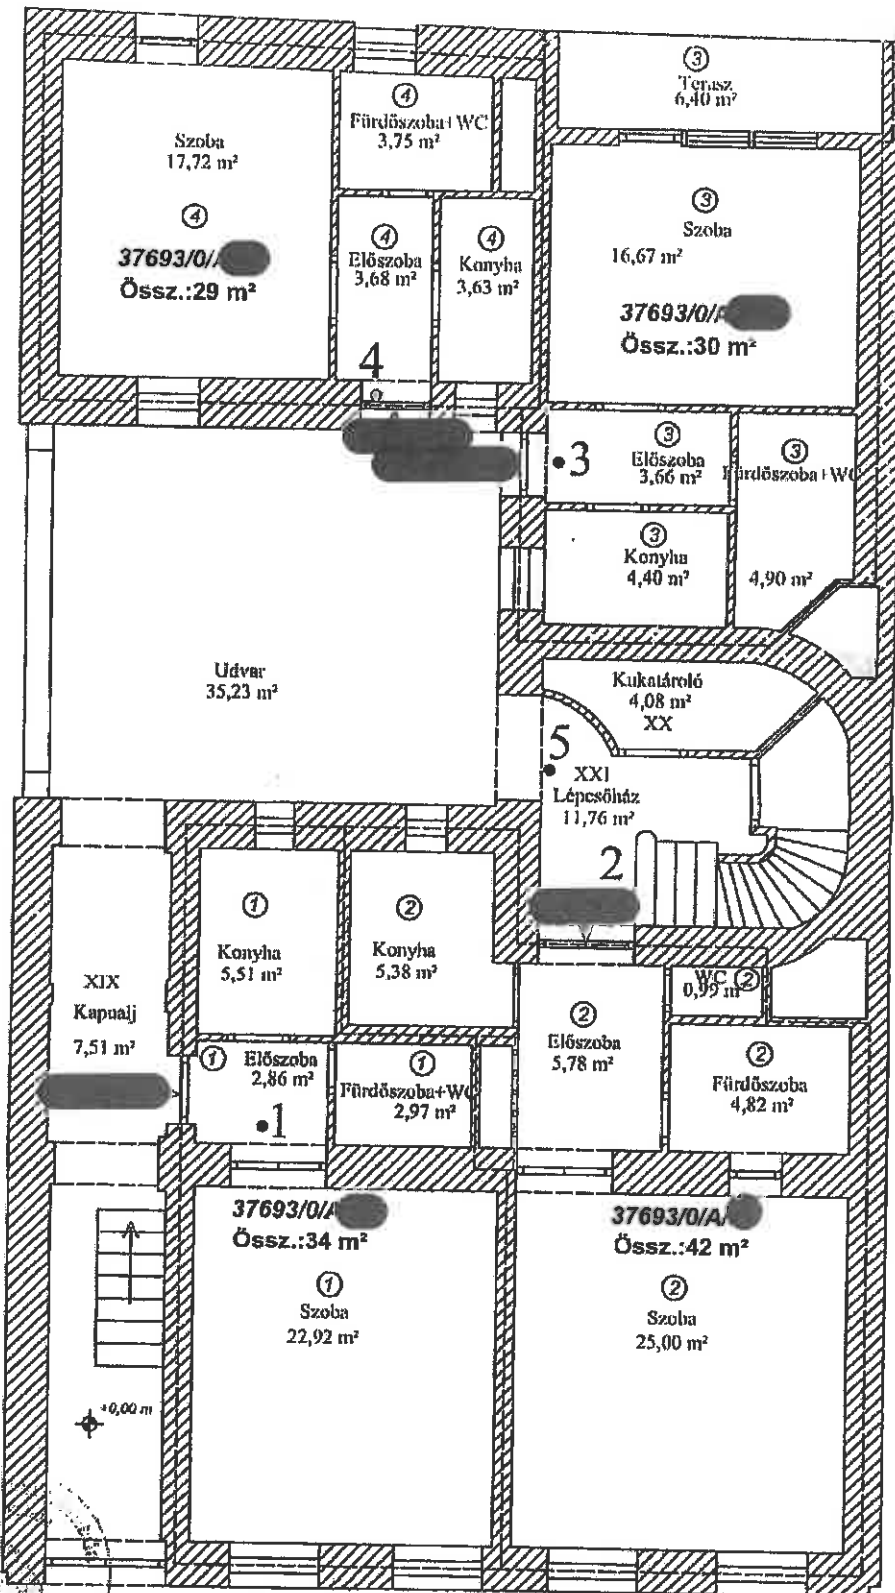 ③
Terasz
6,40 m²
④
Fürdőszoba+WC
3,75 m²
Szoba
17,72 m²
④
37693/0/
Össz.:29 m²
③
Szoba
16,67 m²
37693/0/
Össz.:30 m²
④
Előszoba
3,68 m²
④
Konyha
3,63 m²
4
③
Előszoba
3,66 m²
③
Fürdőszoba+WC
4,90 m²
3
③
Konyha
4,40 m²
Udvar
35,23 m²
Kukatároló
4,08 m²
XX
5
XXI
Lépcsőház
11,76 m²
2
①
Konyha
5,51 m²
②
Konyha
5,38 m²
XIX
Kapualj
7,51 m²
WC ②
0,99 m²
②
Előszoba
5,78 m²
① Előszoba
2,86 m²
①
Fürdőszoba+WC
2,97 m²
②
Fürdőszoba
4,82 m²
1
37693/0/A
Össz.:34 m²
①
Szoba
22,92 m²
37693/0/A/
Össz.:42 m²
②
Szoba
25,00 m²
+0,00 m